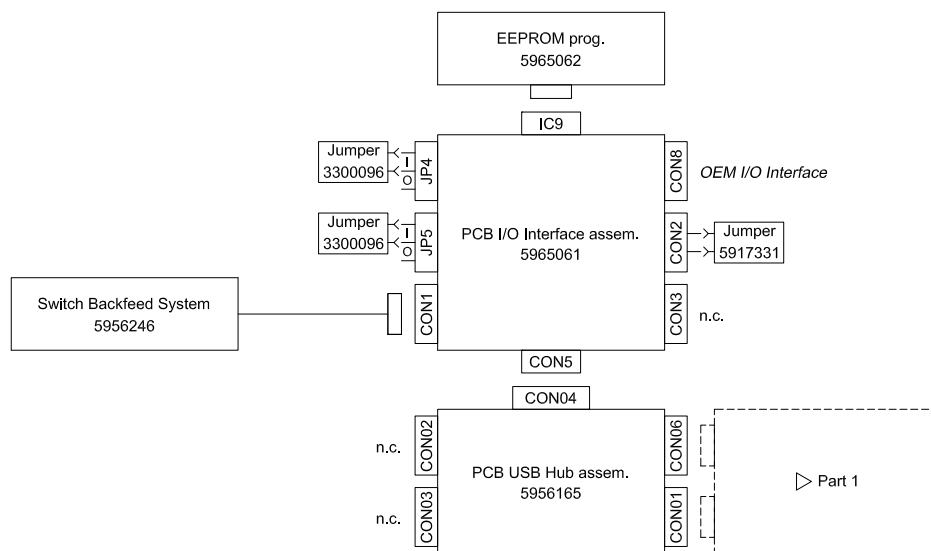 EEPROM prog.
5965062
IC9
Jumper
3300096
I
O
JP4
CON8
OEM I/O Interface
Jumper
3300096
I
O
JP5
PCB I/O Interface assem.
5965061
CON2
Jumper
5917331
Switch Backfeed System
5956246
CON1
CON3
n.c.
CON5
CON04
n.c.
CON02
CON06
PCB USB Hub assem.
5956165
Part 1
n.c.
CON03
CON01